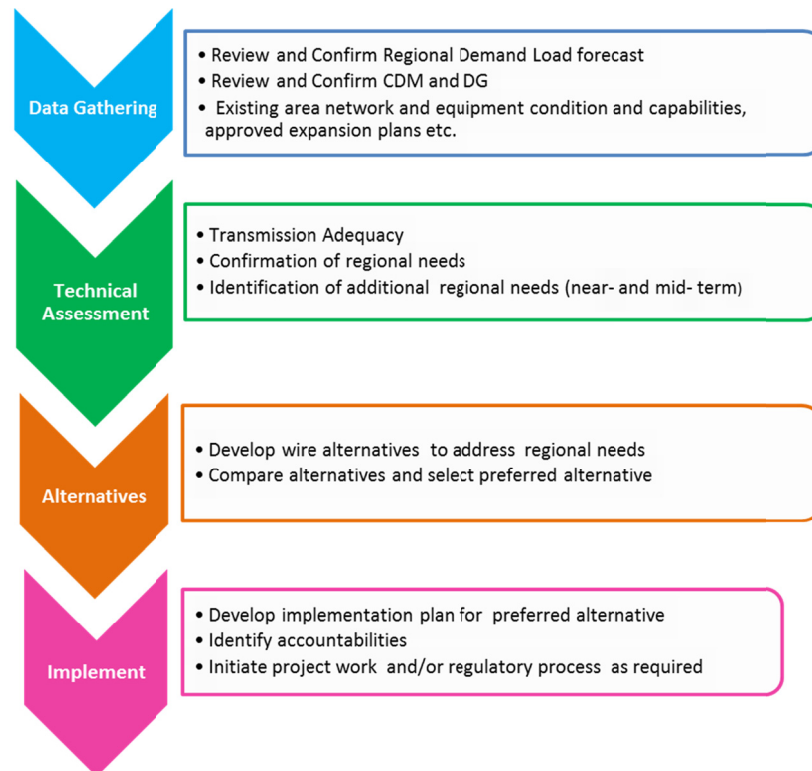 Data Gathering
• Review and Confirm Regional Demand Load forecast
• Review and Confirm CDM and DG
• Existing area network and equipment condition and capabilities,
approved expansion plans etc.
Technical
Assessment
• Transmission Adequacy
• Confirmation of regional needs
• Identification of additional regional needs (near- and mid- term)
Alternatives
• Develop wire alternatives to address regional needs
• Compare alternatives and select preferred alternative
Implement
• Develop implementation plan for preferred alternative
• Identify accountabilities
• Initiate project work and/or regulatory process as required